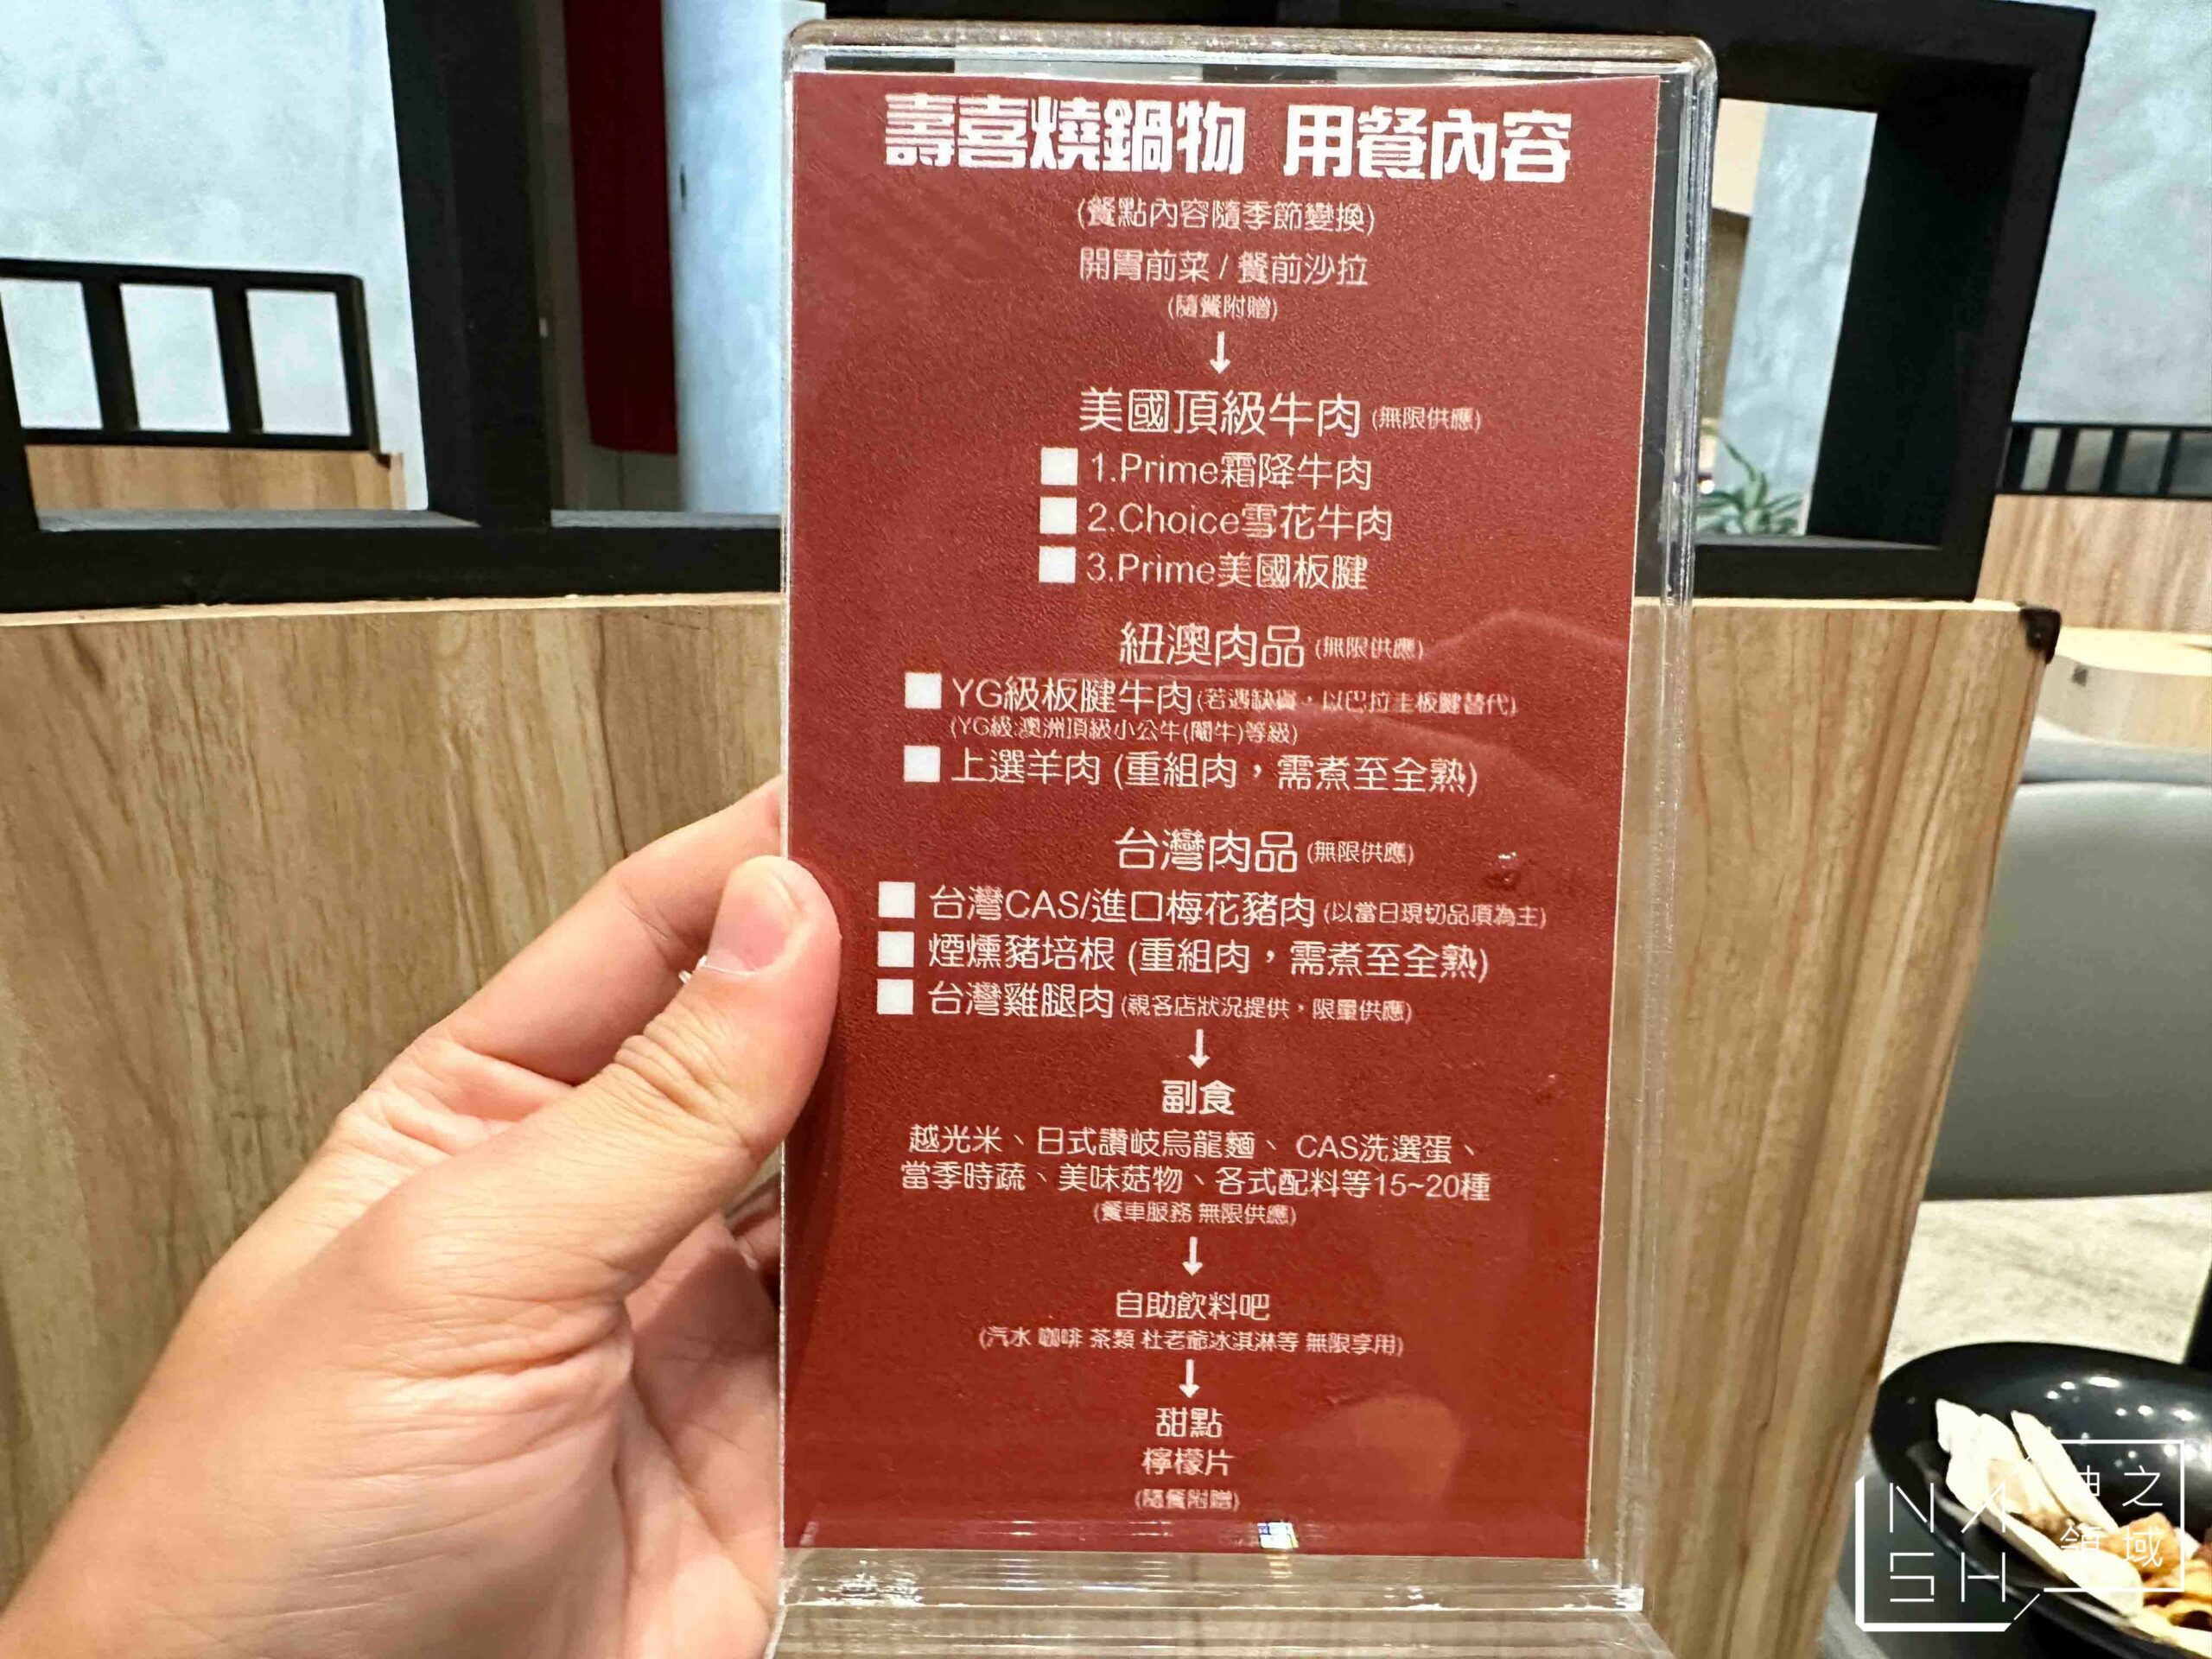 壽喜燒鍋物 用餐內容
(餐點內容隨季節變換)
開胃前菜 / 餐前沙拉
(隨餐附贈)
↓
美國頂級牛肉 (無限供應)
1.Prime霜降牛肉
2.Choice雪花牛肉
3.Prime美國板腱
紐澳肉品 (無限供應)
YG級板腱牛肉 (若遇缺貨，以巴拉圭板腱替代)
(YG級:澳洲頂級小公牛(閹牛)等級)
上選羊肉 (重組肉，需煮至全熟)
台灣肉品 (無限供應)
台灣CAS/進口梅花豬肉 (以當日現切品項為主)
煙燻豬培根 (重組肉，需煮至全熟)
台灣雞腿肉 (視各店狀況提供，限量供應)
↓
副食
越光米、日式讚岐烏龍麵、 CAS洗選蛋、
當季時蔬、美味菇物、各式配料等15~20種
(餐車服務 無限供應)
↓
自助飲料吧
(汽水 咖啡 茶類 杜老爺冰淇淋等 無限享用)
↓
甜點
檸檬片
(隨餐附贈)
NASH
神之領域